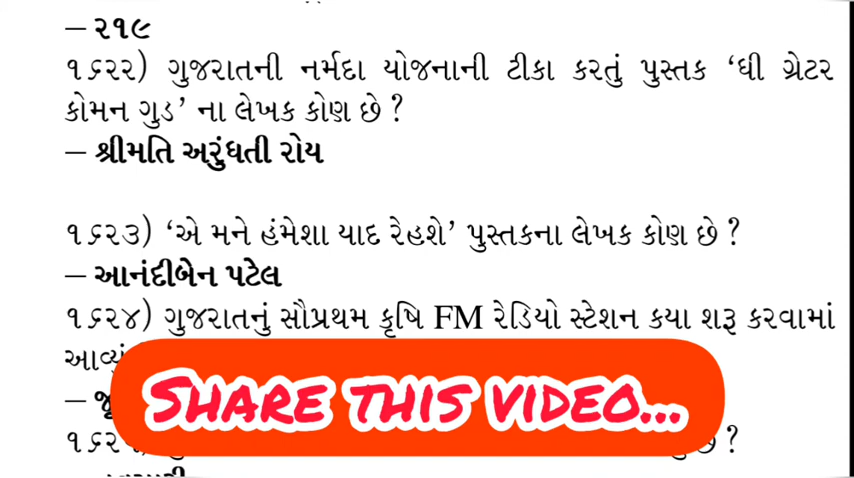 – ૨૧૯
૧૬૨૨) ગુજરાતની નર્મદા યોજનાની ટીકા કરતું પુસ્તક ‘ધી ગ્રેટર
કોમન ગુડ’ ના લેખક કોણ છે ?
– શ્રીમતિ અરુંધતી રોય
૧૬૨૩) ‘એ મને હંમેશા યાદ રેહશે’ પુસ્તકના લેખક કોણ છે ?
– આનંદીબેન પટેલ
૧૬૨૪) ગુજરાતનું સૌપ્રથમ કૃષિ FM રેડિયો સ્ટેશન કયા શરૂ કરવામાં
SHARE THIS VIDEO...
છે ?